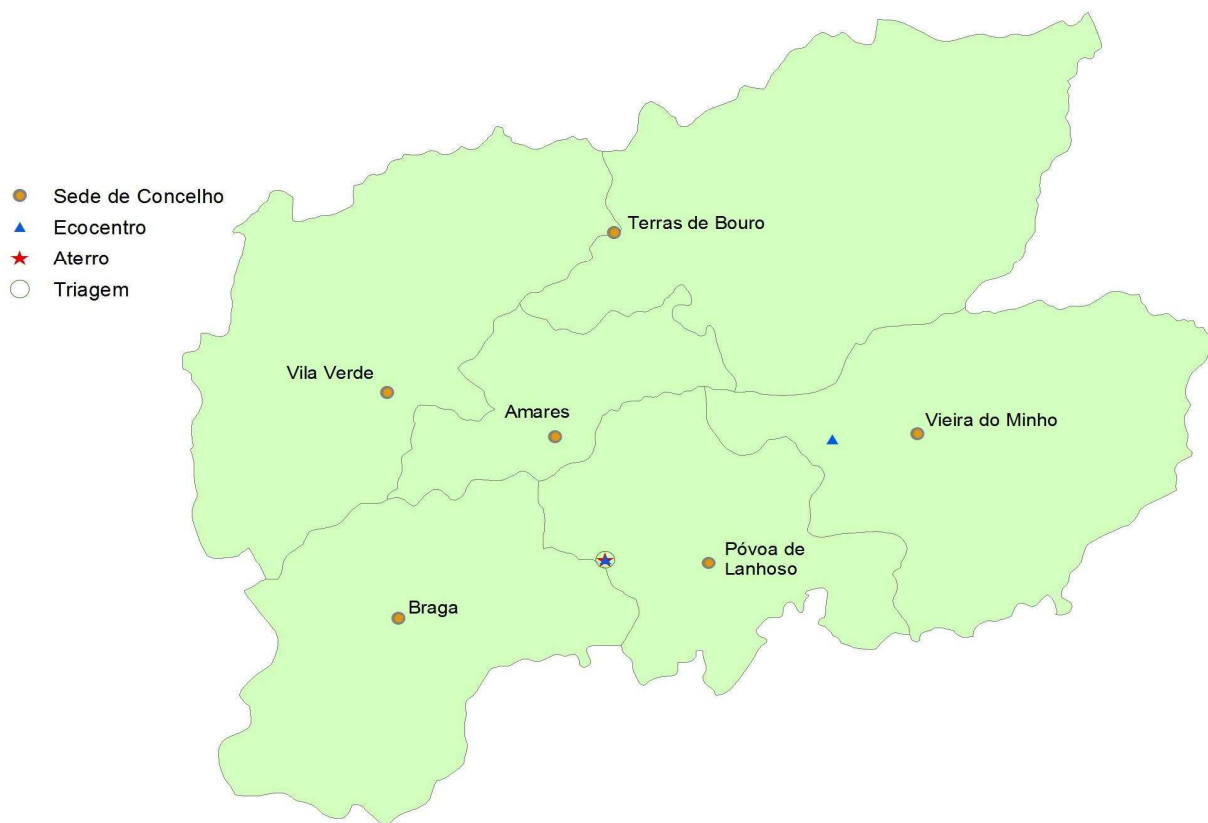 Sede de Concelho
Ecocentro
Aterro
Triagem
Terras de Bouro
Vila Verde
Amares
Vieira do Minho
Póvoa de
Lanhoso
Braga